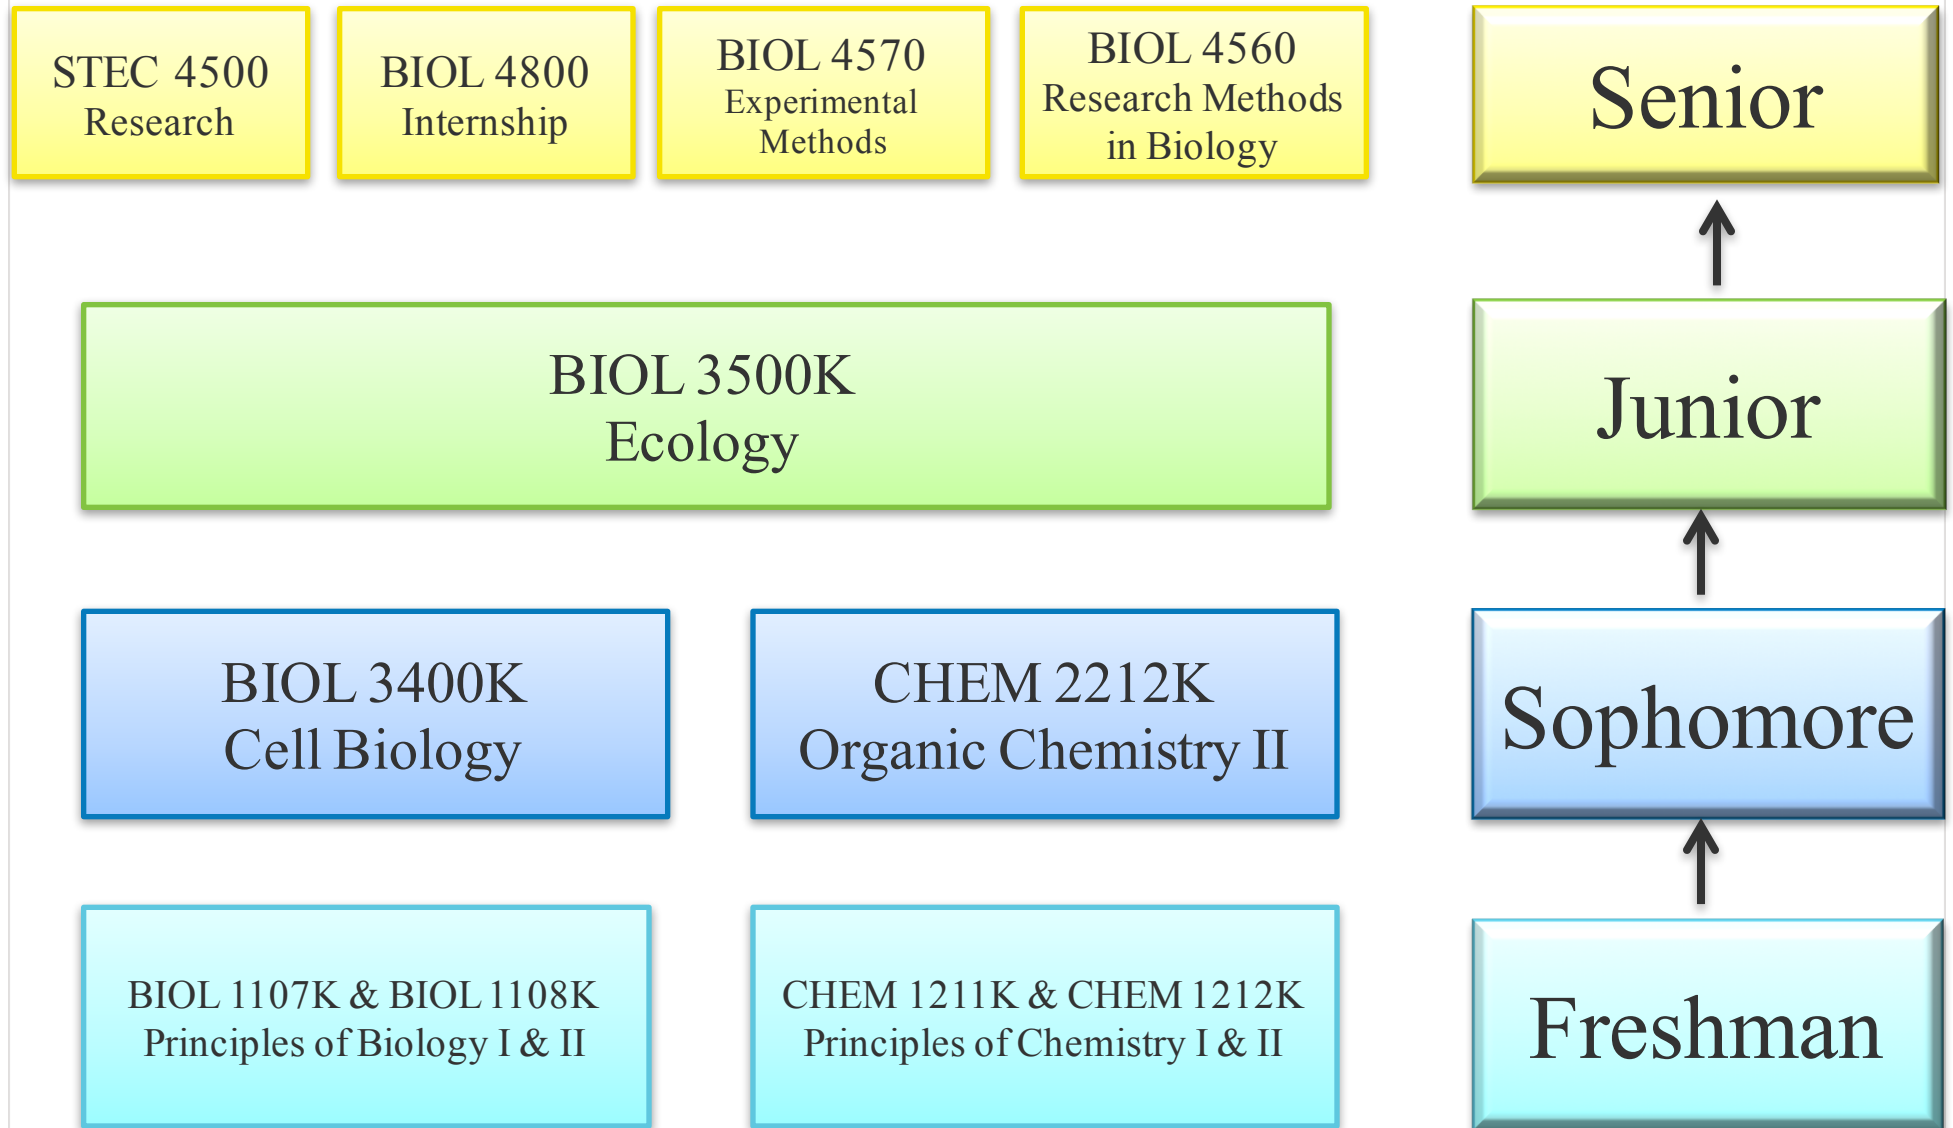 STEC 4500
Research
BIOL 4800
Internship
BIOL 4570
Experimental
Methods
BIOL 4560
Research Methods
in Biology
Senior
BIOL 3500K
Ecology
Junior
BIOL 3400K
Cell Biology
CHEM 2212K
Organic Chemistry II
Sophomore
BIOL 1107K & BIOL 1108K
Principles of Biology I & II
CHEM 1211K & CHEM 1212K
Principles of Chemistry I & II
Freshman